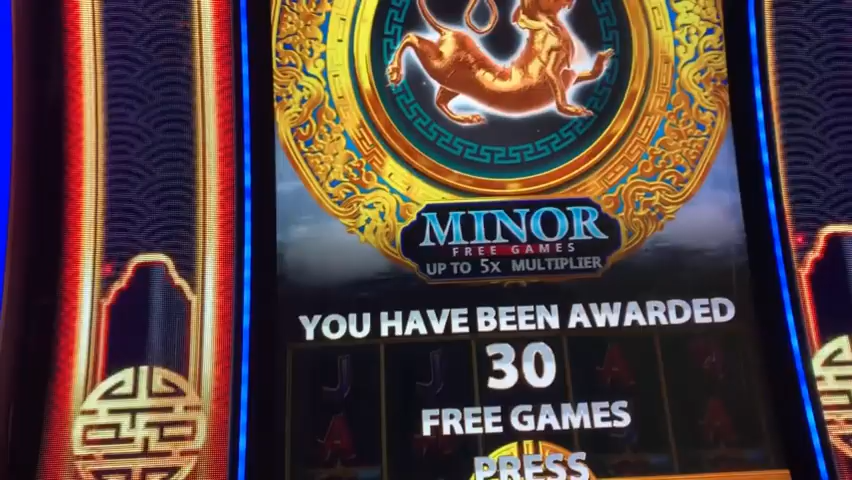 MINOR
FREE GAMES
UP TO 5X MULTIPLIER
YOU HAVE BEEN AWARDED
30
FREE GAMES
PRESS
J
J
A
A
A